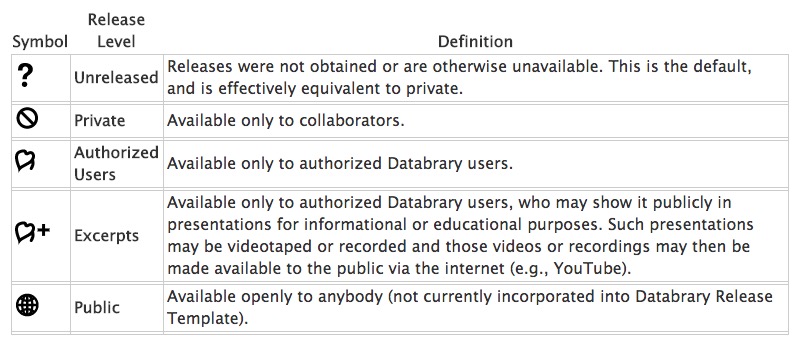 Symbol
Release
Level
Definition
?
Unreleased
Releases were not obtained or are otherwise unavailable. This is the default,
and is effectively equivalent to private.
Private
Available only to collaborators.
Authorized
Users
Available only to authorized Databrary users.
+
Excerpts
Available only to authorized Databrary users, who may show it publicly in
presentations for informational or educational purposes. Such presentations
may be videotaped or recorded and those videos or recordings may then be
made available to the public via the internet (e.g., YouTube).
Public
Available openly to anybody (not currently incorporated into Databrary Release
Template).